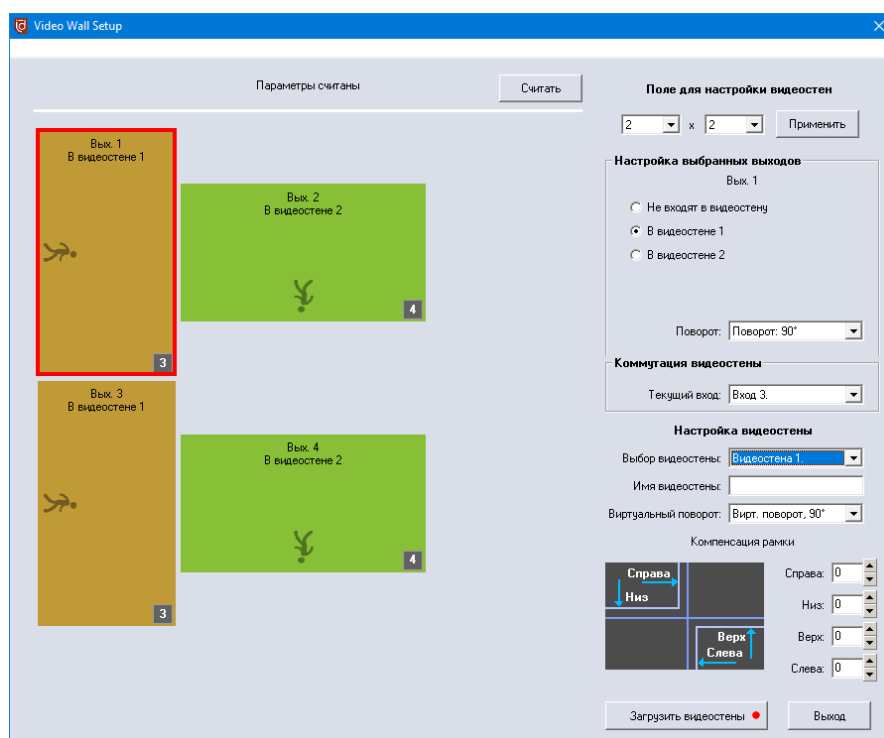 Video Wall Setup
Параметры считаны
Считать
Вых. 1
В видеостене 1
3
Вых. 2
В видеостене 2
4
Вых. 3
В видеостене 1
3
Вых. 4
В видеостене 2
4
Поле для настройки видеостен
2 x 2 Применить
Настройка выбранных выходов
Вых. 1
Не входят в видеостену
В видеостене 1
В видеостене 2
Поворот: Поворот: 90°
Коммутация видеостены
Текущий вход: Вход 3.
Настройка видеостены
Выбор видеостены: Видеостена 1.
Имя видеостены:
Виртуальный поворот: Вирт. поворот, 90°
Компенсация рамки
Справа
Низ
Верх
Слева
Справа: 0
Низ: 0
Верх: 0
Слева: 0
Загрузить видеостены
Выход